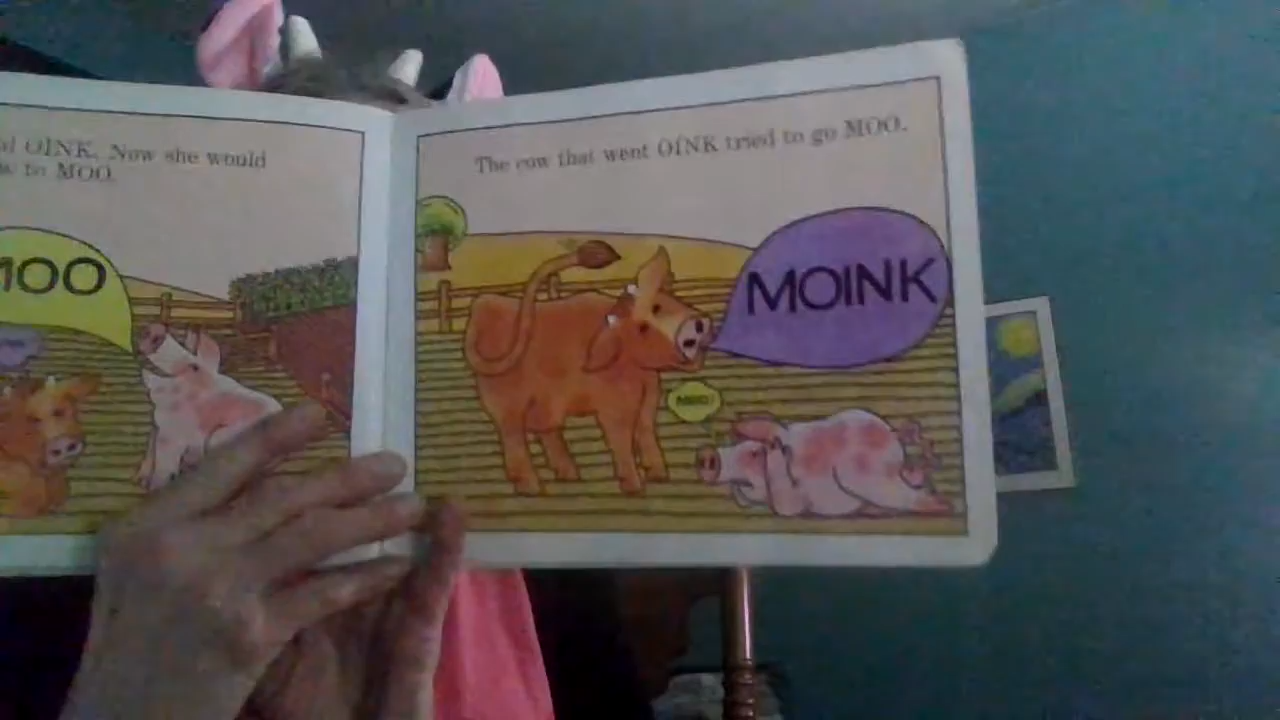 OINK. Now she would
to MOO.
MOO
The cow that went OINK tried to go MOO.
MOINK